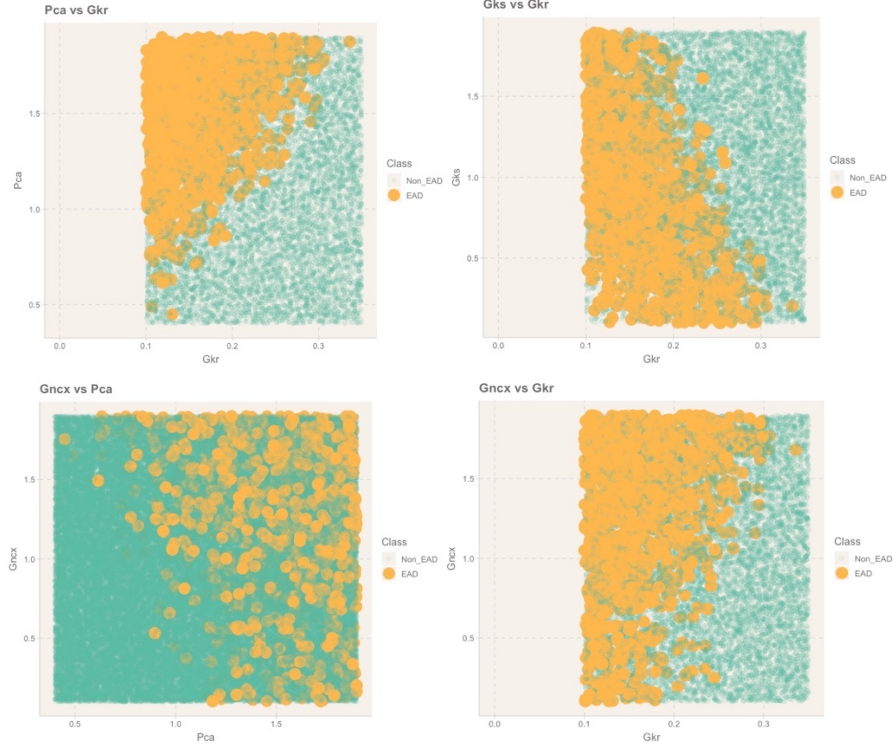 Pca vs Gkr
Pca
1.5
1.0
0.5
0.0
0.1
0.2
0.3
Gkr
Class
Non_EAD
EAD
Gks vs Gkr
Gks
1.5
1.0
0.5
0.0
0.1
0.2
0.3
Gkr
Class
Non_EAD
EAD
Gncx vs Pca
Gncx
1.5
1.0
0.5
0.5
1.0
1.5
Pca
Class
Non_EAD
EAD
Gncx vs Gkr
Gncx
1.5
1.0
0.5
0.0
0.1
0.2
0.3
Gkr
Class
Non_EAD
EAD